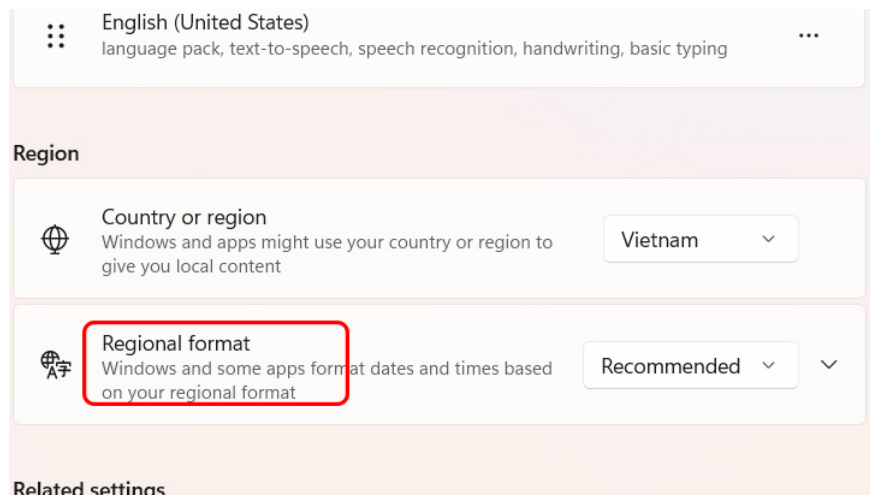 English (United States)
language pack, text-to-speech, speech recognition, handwriting, basic typing
Region
Country or region
Windows and apps might use your country or region to
give you local content
Vietnam
Regional format
Windows and some apps format dates and times based
on your regional format
Recommended
Related settings